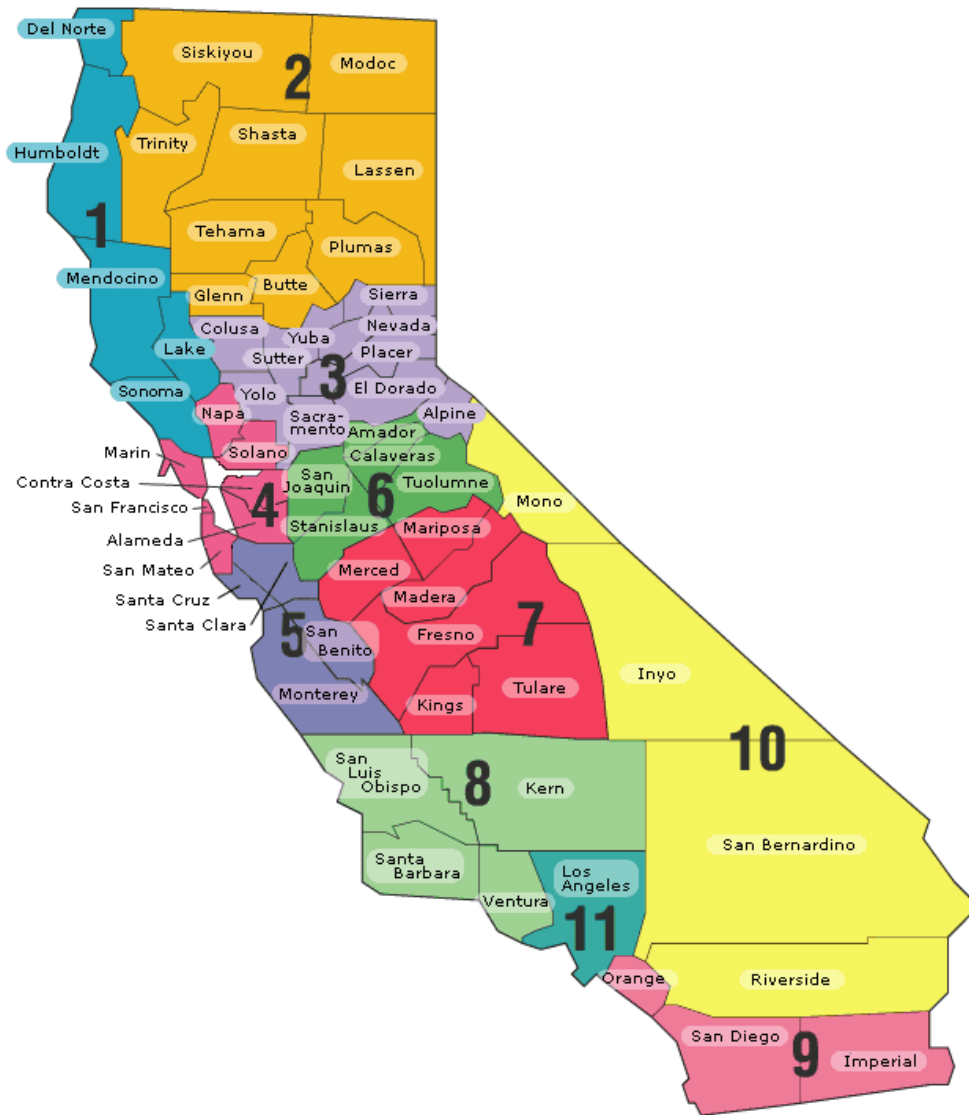 Del Norte
Siskiyou
Modoc
2
Humboldt
Trinity
Shasta
Lassen
1
Tehama
Plumas
Mendocino
Glenn
Butte
Sierra
Colusa
Yuba
Nevada
Lake
Sutter
Placer
3
Sonoma
Yolo
El Dorado
Napa
Sacra-
mento
Alpine
Amador
Marin
Solano
Calaveras
Contra Costa
San
Joaquin
Tuolumne
San Francisco
4
6
Mono
Alameda
Stanislaus
Mariposa
San Mateo
Merced
Santa Cruz
Madera
Santa Clara
5
San
Benito
Fresno
7
Monterey
Kings
Tulare
Inyo
10
San
Luis
Obispo
8
Kern
San Bernardino
Santa
Barbara
Los
Angeles
Ventura
11
Orange
Riverside
San Diego
9
Imperial